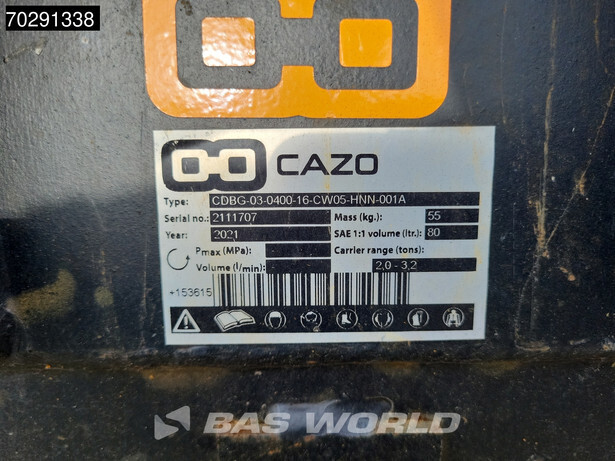 70291338
CAZO
Type: CDBG-03-0400-16-CW05-HNN-001A
Serial no.: 2111707 Mass (kg.): 55
Year: 2021 SAE 1:1 volume (ltr.): 80
Pmax (MPa): - Carrier range (tons):
Volume (l/min): - 2,0 - 3,2
+153615
BAS WORLD